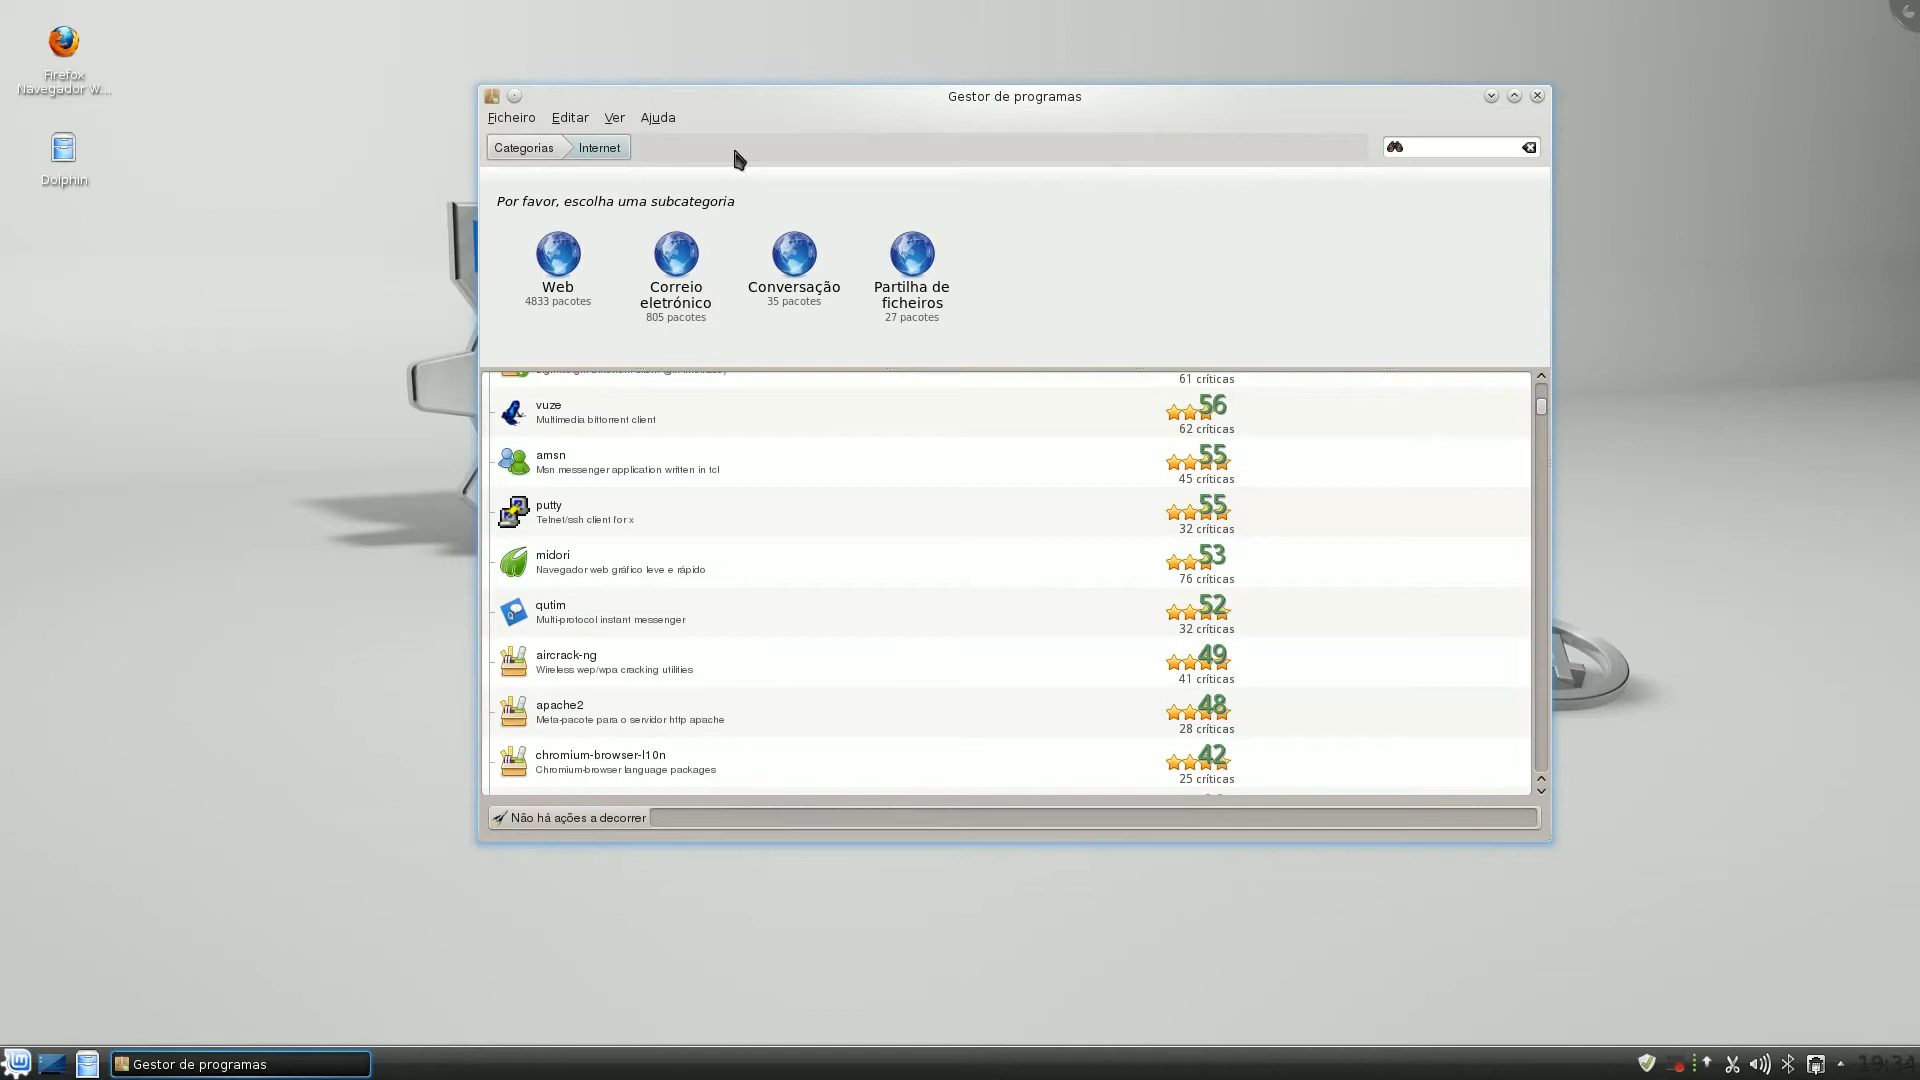 Firefox
Navegador W...
Dolphin
Gestor de programas
Ficheiro Editar Ver Ajuda
Categorias Internet
Por favor, escolha uma subcategoria
Web
4833 pacotes
Correio
eletrónico
805 pacotes
Conversação
35 pacotes
Partilha de
ficheiros
27 pacotes
61 críticas
vuze
Multimedia bittorrent client
56
62 críticas
amsn
Msn messenger application written in tcl
55
45 críticas
putty
Telnet/ssh client for x
55
32 críticas
midori
Navegador web gráfico leve e rápido
53
76 críticas
qutim
Multi-protocol instant messenger
52
32 críticas
aircrack-ng
Wireless wep/wpa cracking utilities
49
41 críticas
apache2
Meta-pacote para o servidor http apache
48
28 críticas
chromium-browser-l10n
Chromium-browser language packages
42
25 críticas
Não há ações a decorrer
Gestor de programas
19:34